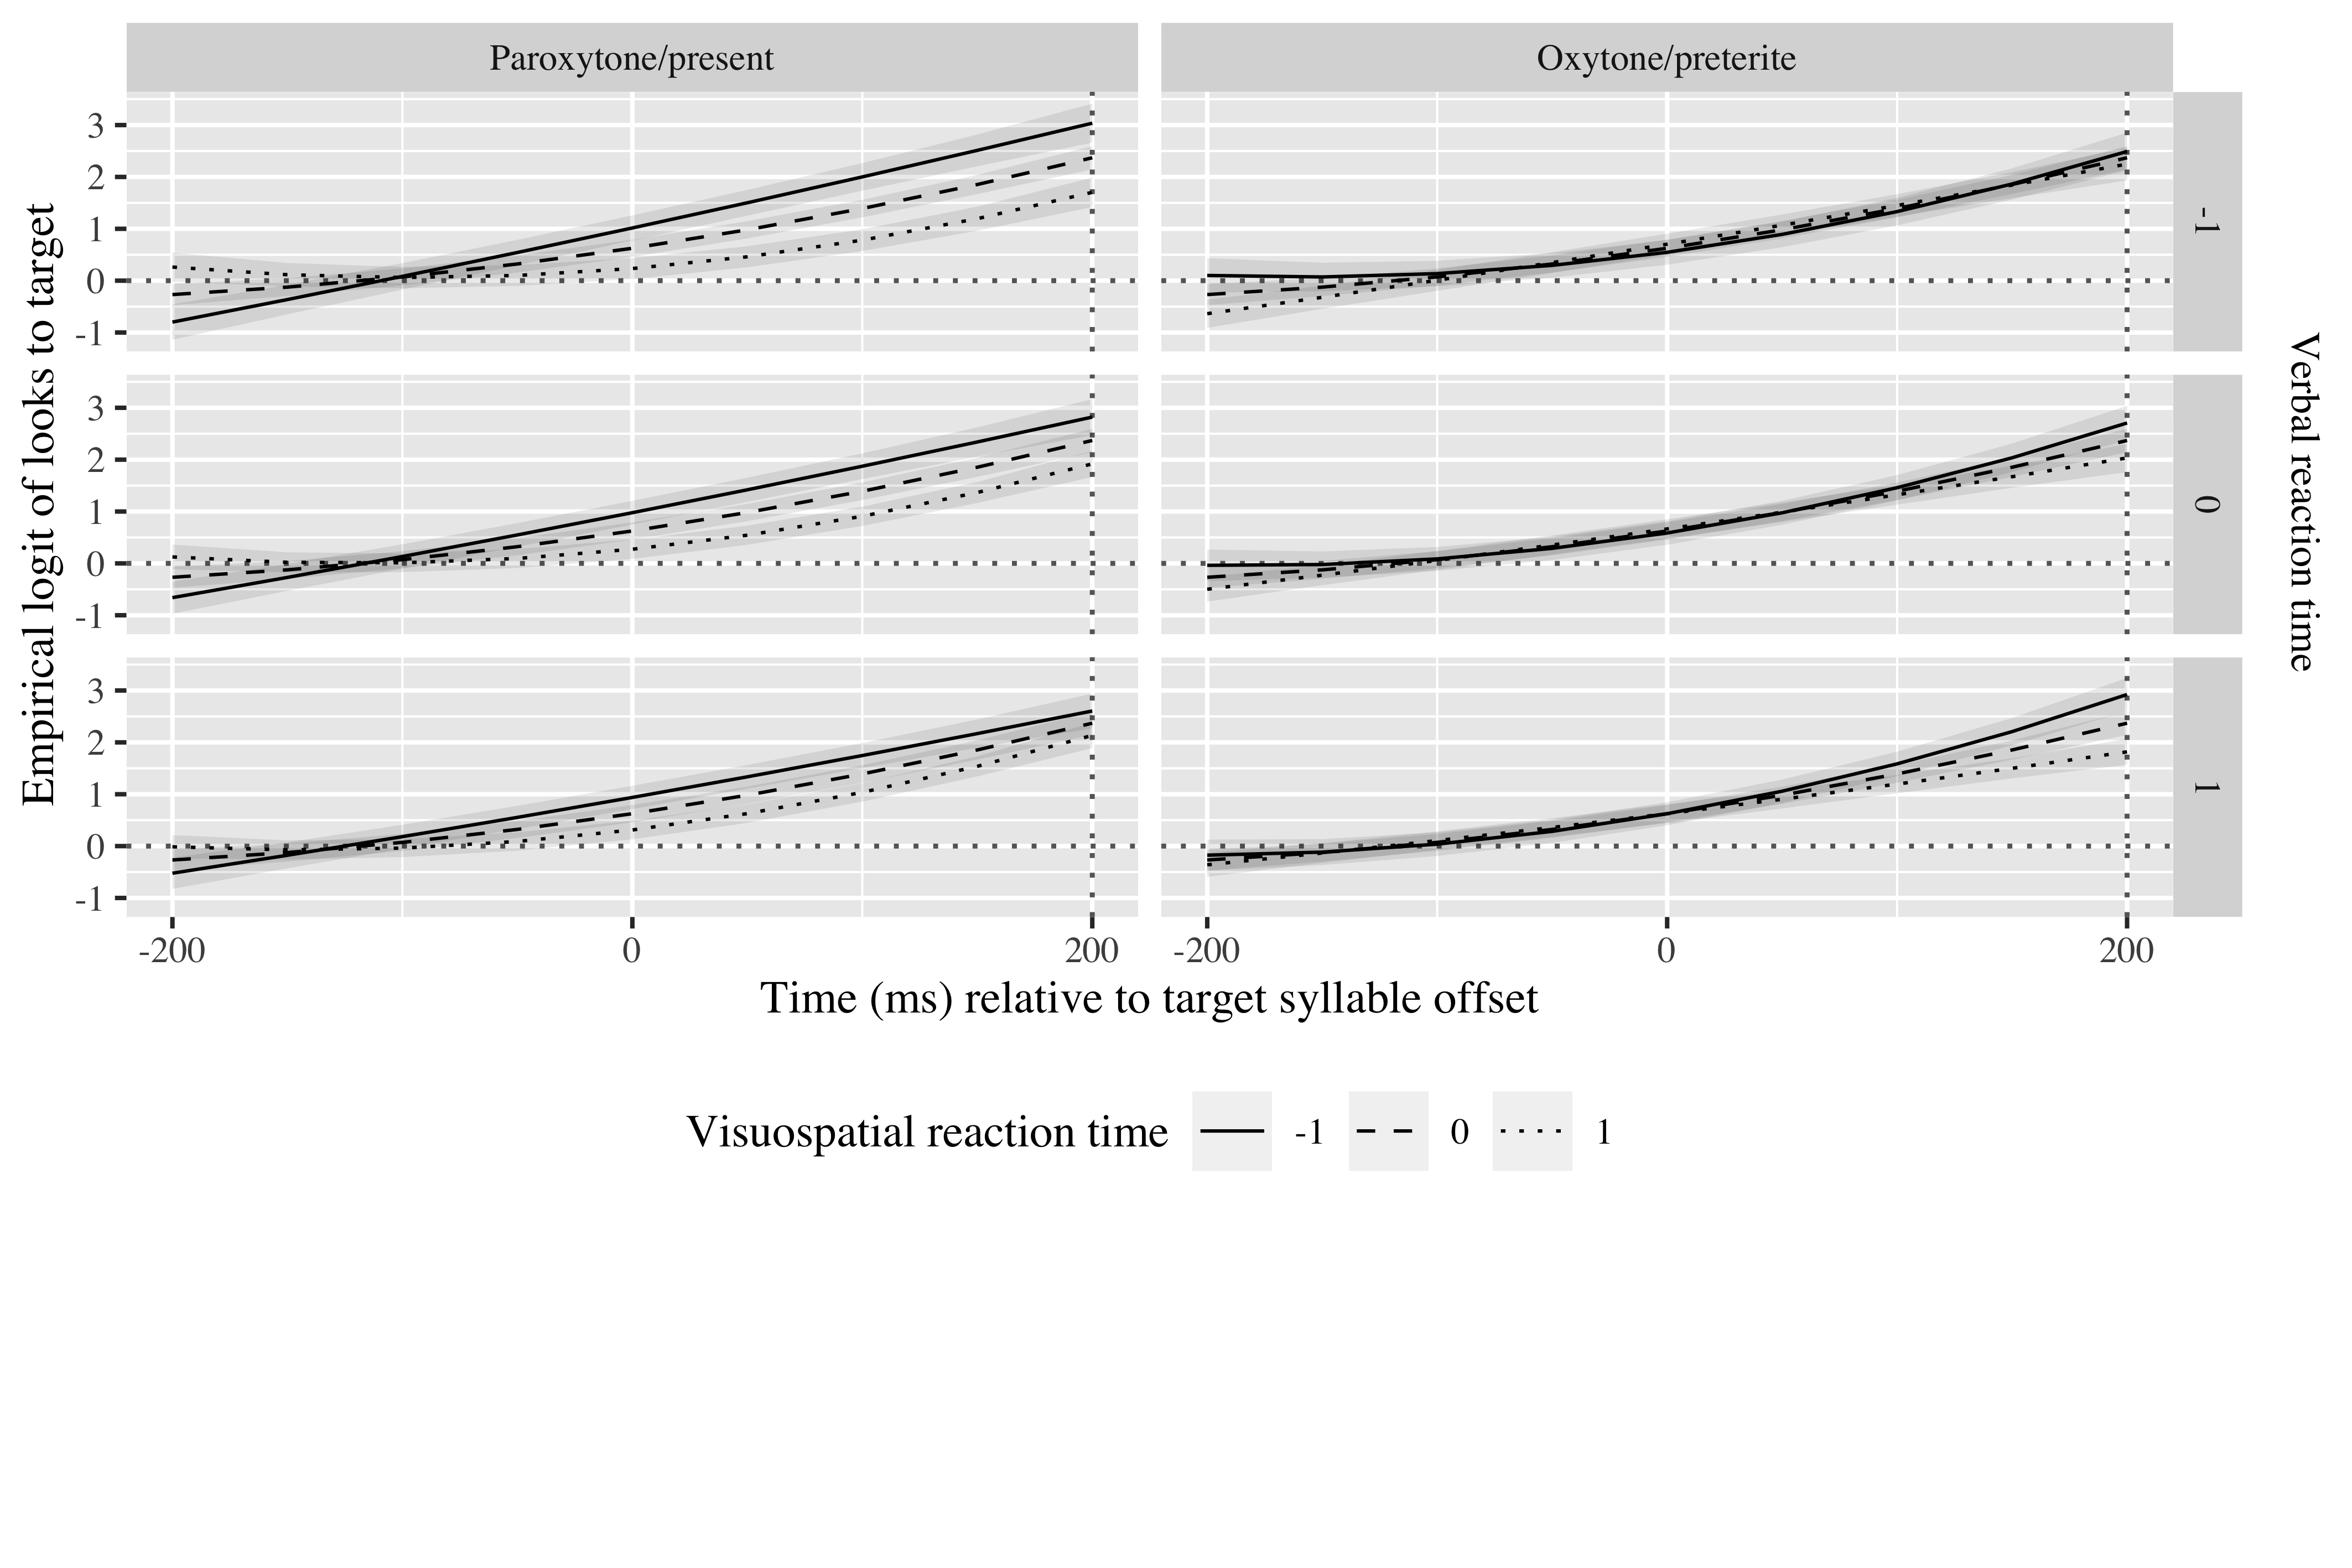 Paroxytone/present
Oxytone/preterite
Empirical logit of looks to target
3
2
1
0
-1
-1
3
2
1
0
-1
0
3
2
1
0
-1
1
Verbal reaction time
-200 0 200 -200 0 200
Time (ms) relative to target syllable offset
Visuospatial reaction time -1 0 1